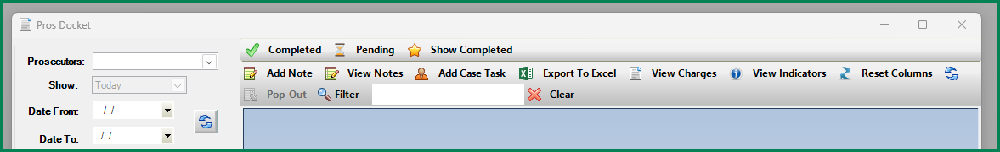 Pros Docket
Completed Pending Show Completed
Prosecutors:
Add Note View Notes Add Case Task Export To Excel View Charges View Indicators Reset Columns
Show: Today
Pop-Out Filter Clear
Date From: / /
Date To: / /